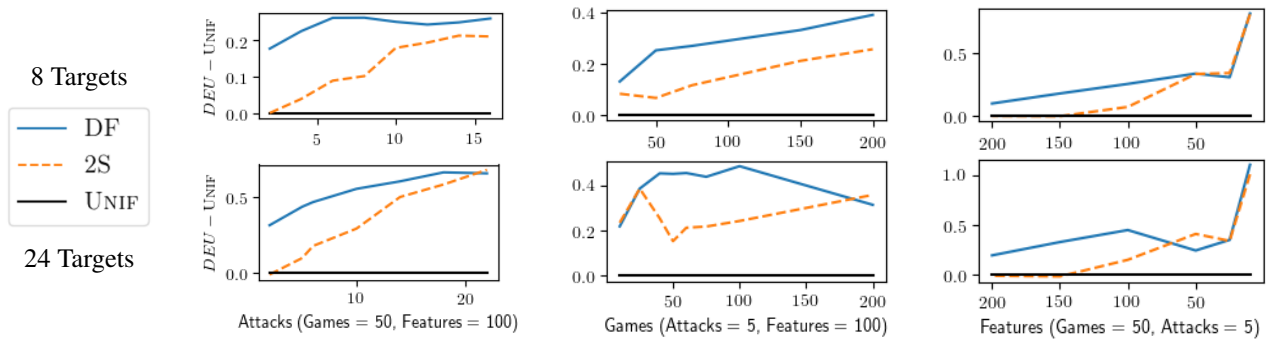 8 Targets
DF
2S
UNIF
24 Targets
DEU − UNIF
0.2
0.1
0.0
5 10 15
0.4
0.2
0.0
50 100 150 200
0.5
0.0
200 150 100 50
DEU − UNIF
0.5
0.0
10 20
Attacks (Games = 50, Features = 100)
0.4
0.2
0.0
50 100 150 200
Games (Attacks = 5, Features = 100)
1.0
0.5
0.0
200 150 100 50
Features (Games = 50, Attacks = 5)